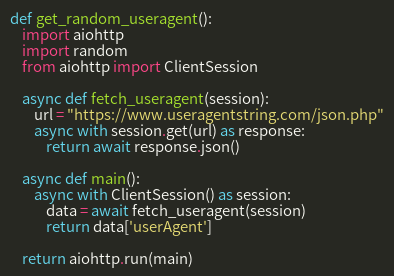 def get_random_useragent():
    import aiohttp
    import random
    from aiohttp import ClientSession

    async def fetch_useragent(session):
        url = "https://www.useragentstring.com/json.php"
        async with session.get(url) as response:
            return await response.json()

    async def main():
        async with ClientSession() as session:
            data = await fetch_useragent(session)
            return data['userAgent']

    return aiohttp.run(main)